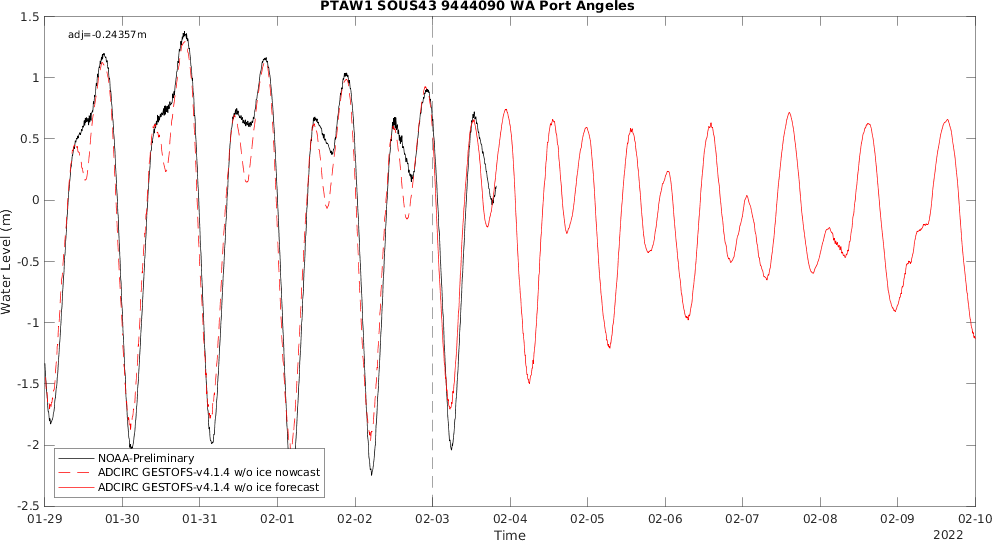 PTAW1 SOUS43 9444090 WA Port Angeles
adj=-0.24357m
1.5
1
0.5
0
-0.5
-1
-1.5
-2
-2.5
Water Level (m)
NOAA-Preliminary
ADCIRC GESTOFS-v4.1.4 w/o ice nowcast
ADCIRC GESTOFS-v4.1.4 w/o ice forecast
01-29 01-30 01-31 02-01 02-02 02-03 02-04 02-05 02-06 02-07 02-08 02-09 02-10
Time
2022